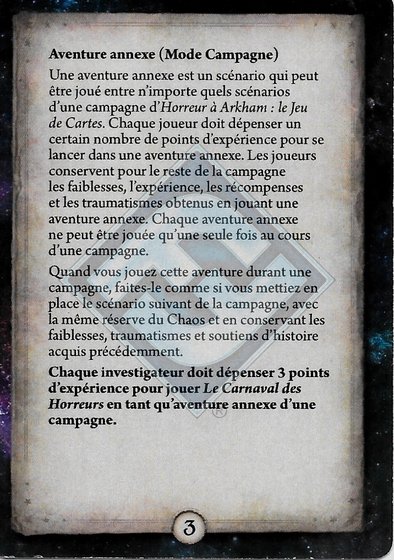 Aventure annexe (Mode Campagne)
Une aventure annexe est un scénario qui peut
être joué entre n'importe quels scénarios
d'une campagne d'Horreur à Arkham : le Jeu
de Cartes. Chaque joueur doit dépenser un
certain nombre de points d'expérience pour se
lancer dans une aventure annexe. Les joueurs
conservent pour le reste de la campagne
les faiblesses, l'expérience, les récompenses
et les traumatismes obtenus en jouant une
aventure annexe. Chaque aventure annexe
ne peut être jouée qu'une seule fois au cours
d'une campagne.
Quand vous jouez cette aventure durant une
campagne, faites-le comme si vous mettiez en
place le scénario suivant de la campagne, avec
la même réserve du Chaos et en conservant les
faiblesses, traumatismes et soutiens d'histoire
acquis précédemment.
Chaque investigateur doit dépenser 3 points
d'expérience pour jouer Le Carnaval des
Horreurs en tant qu'aventure annexe d'une
campagne.
®
3